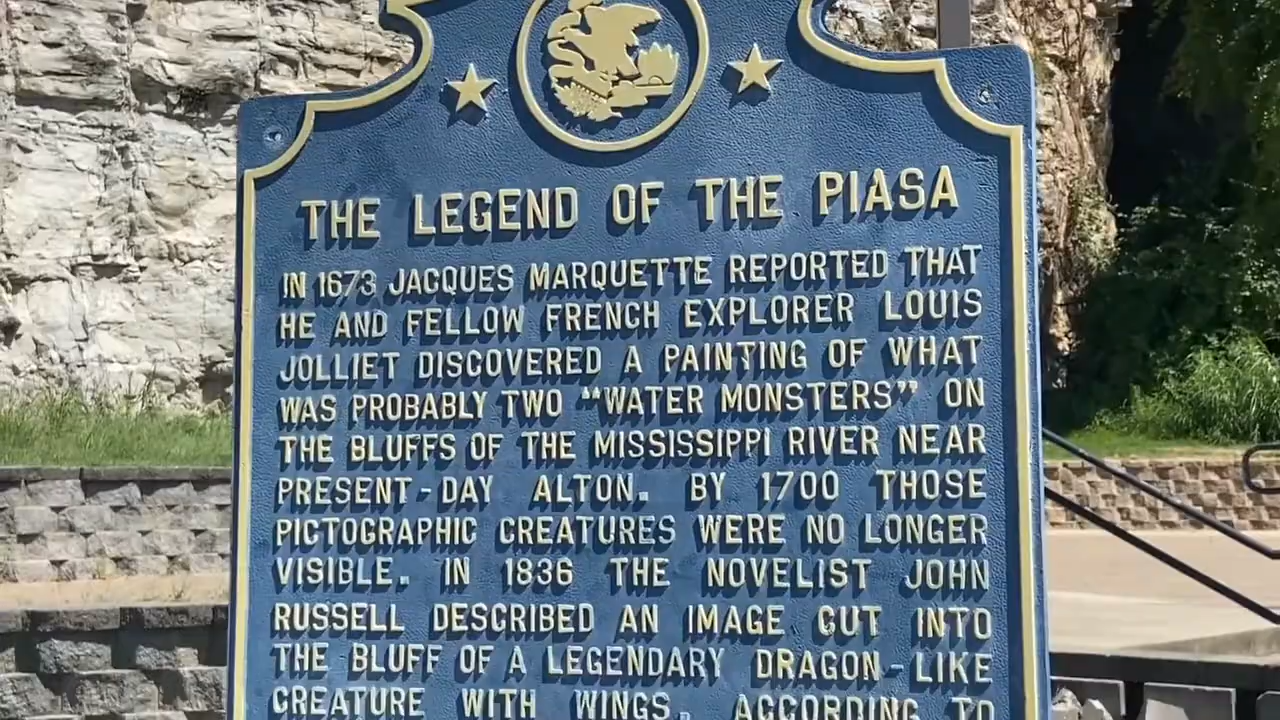 THE LEGEND OF THE PIASA
IN 1673 JACQUES MARQUETTE REPORTED THAT
HE AND FELLOW FRENCH EXPLORER LOUIS
JOLLIET DISCOVERED A PAINTING OF WHAT
WAS PROBABLY TWO "WATER MONSTERS" ON
THE BLUFFS OF THE MISSISSIPPI RIVER NEAR
PRESENT-DAY ALTON. BY 1700 THOSE
PICTOGRAPHIC CREATURES WERE NO LONGER
VISIBLE. IN 1836 THE NOVELIST JOHN
RUSSELL DESCRIBED AN IMAGE CUT INTO
THE BLUFF OF A LEGENDARY DRAGON-LIKE
CREATURE WITH WINGS. ACCORDING TO